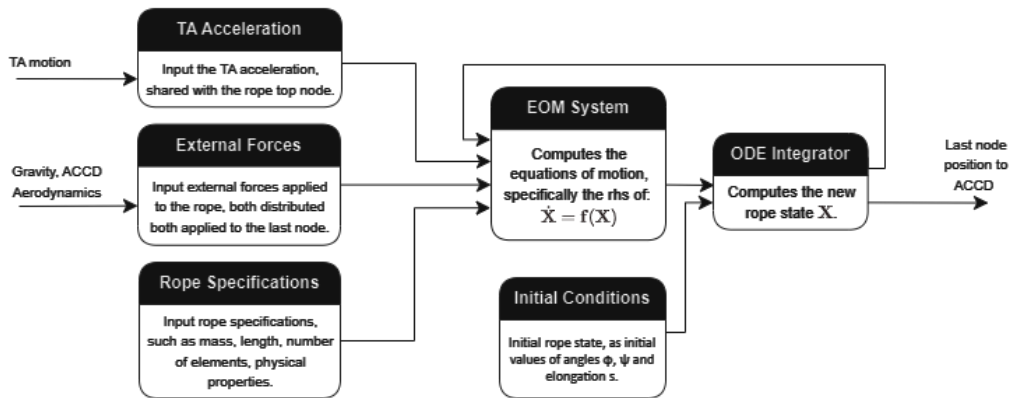 TA Acceleration
TA motion
Input the TA acceleration,
shared with the rope top node.
External Forces
Gravity, ACCD
Aerodynamics
Input external forces applied
to the rope, both distributed
both applied to the last node.
Rope Specifications
Input rope specifications,
such as mass, length, number
of elements, physical
properties.
EOM System
Computes the
equations of motion,
specifically the rhs of:
Ẋ = f(X)
Initial Conditions
Initial rope state, as initial
values of angles ϕ, ψ and
elongation s.
ODE Integrator
Computes the new
rope state X.
Last node
position to
ACCD